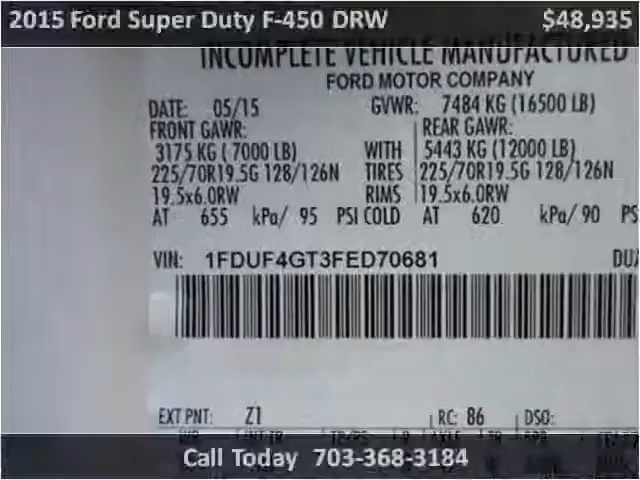 2015 Ford Super Duty F-450 DRW $48,935
INCOMPLETE VEHICLE MANUFACTURED
FORD MOTOR COMPANY
DATE: 05/15 GVWR: 7484 KG (16500 LB)
FRONT GAWR: REAR GAWR:
3175 KG ( 7000 LB) WITH 5443 KG (12000 LB)
225/70R19.5G 128/126N TIRES 225/70R19.5G 128/126N
19.5x6.0RW RIMS 19.5x6.0RW
AT 655 kPa/ 95 PSI COLD AT 620 kPa/ 90 PS
VIN: 1FDUF4GT3FED70681 DUA
EXT PNT: Z1 RC: 86 DSO:
Call Today 703-368-3184